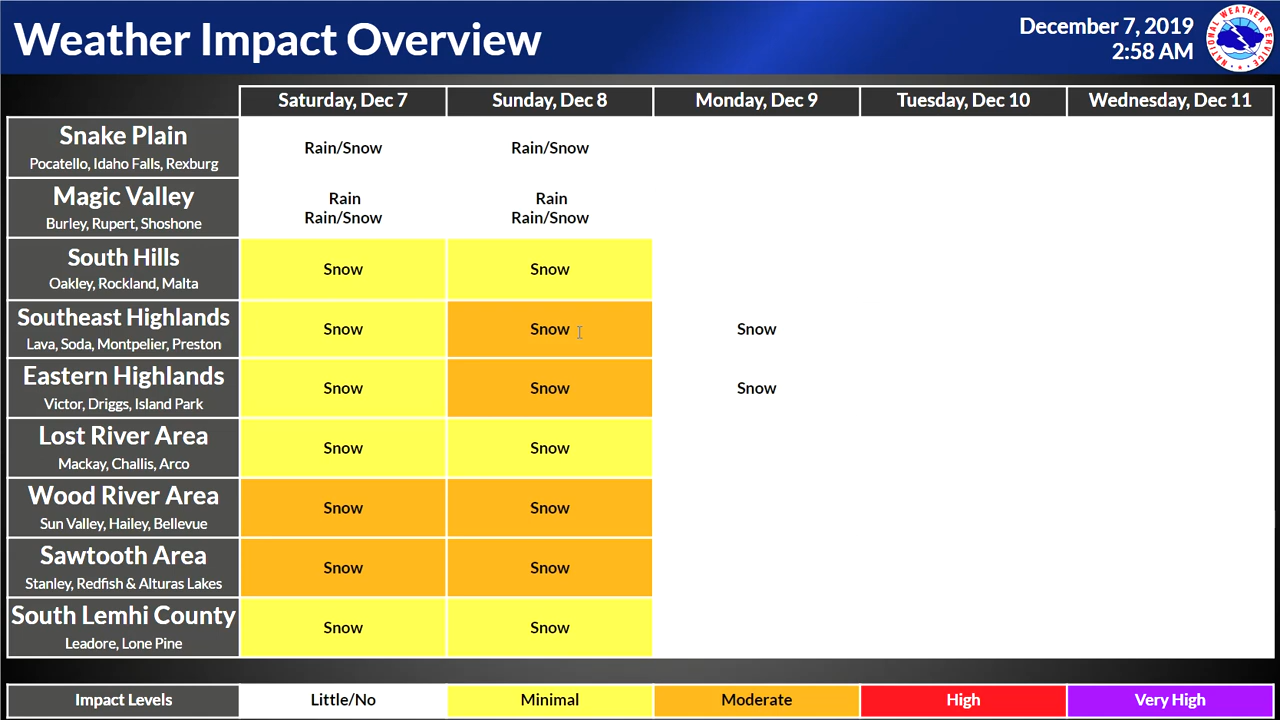 Weather Impact Overview
December 7, 2019
2:58 AM
NATIONAL WEATHER SERVICE
Saturday, Dec 7
Sunday, Dec 8
Monday, Dec 9
Tuesday, Dec 10
Wednesday, Dec 11
Snake Plain
Pocatello, Idaho Falls, Rexburg
Rain/Snow
Rain/Snow
Magic Valley
Burley, Rupert, Shoshone
Rain
Rain/Snow
Rain
Rain/Snow
South Hills
Oakley, Rockland, Malta
Snow
Snow
Southeast Highlands
Lava, Soda, Montpelier, Preston
Snow
Snow
Snow
Eastern Highlands
Victor, Driggs, Island Park
Snow
Snow
Snow
Lost River Area
Mackay, Challis, Arco
Snow
Snow
Wood River Area
Sun Valley, Hailey, Bellevue
Snow
Snow
Sawtooth Area
Stanley, Redfish & Alturas Lakes
Snow
Snow
South Lemhi County
Leadore, Lone Pine
Snow
Snow
Impact Levels
Little/No
Minimal
Moderate
High
Very High